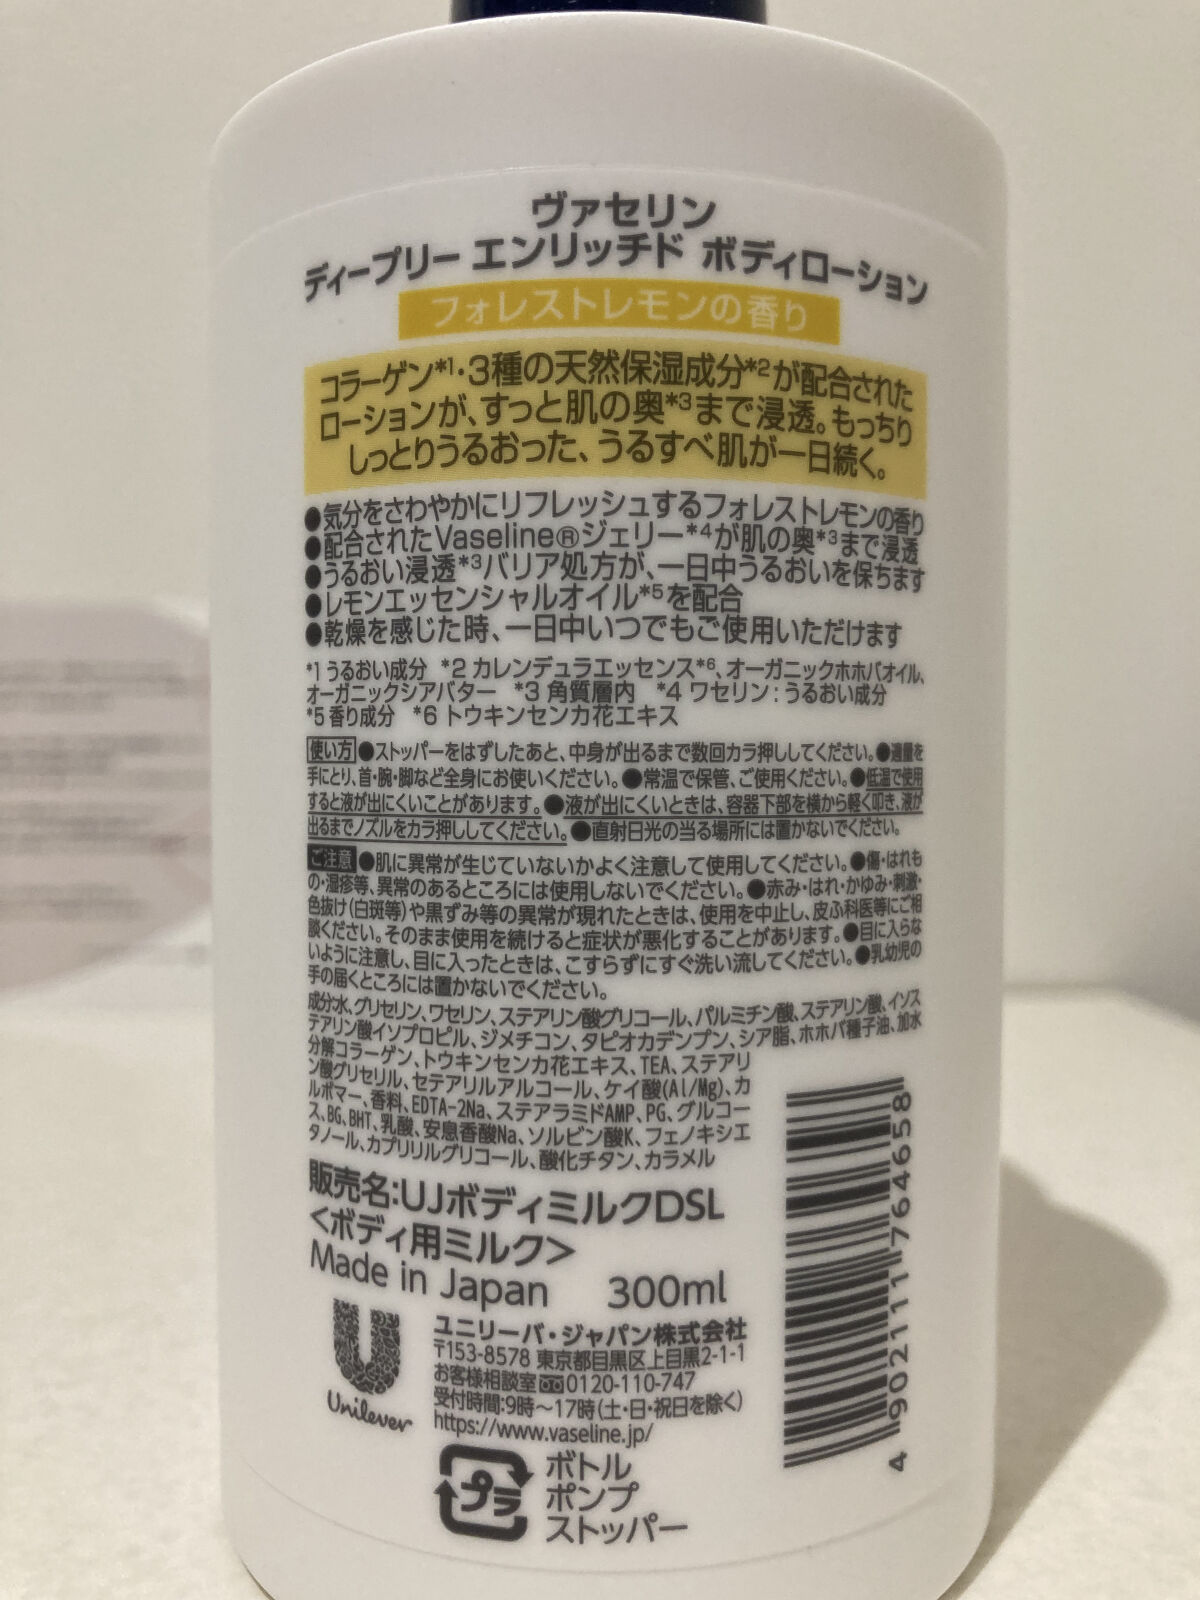 ヴァセリン
ディープリー エンリッチド ボディローション
フォレストレモンの香り
コラーゲン*1・3種の天然保湿成分*2が配合された
ローションが、すっと肌の奥*3まで浸透。もっちり
しっとりうるおった、うるすべ肌が一日続く。
●気分をさわやかにリフレッシュするフォレストレモンの香り
●配合されたVaseline®ジェリー*4が肌の奥*3まで浸透
●うるおい浸透*3バリア処方が、一日中うるおいを保ちます
●レモンエッセンシャルオイル*5を配合
●乾燥を感じた時、一日中いつでもご使用いただけます
*1 うるおい成分 *2 カレンデュラエッセンス*6、オーガニックホホバオイル、
オーガニックシアバター *3 角質層内 *4 ワセリン：うるおい成分
*5 香り成分 *6 トウキンセンカ花エキス
使い方 ●ストッパーをはずしたあと、中身が出るまで数回カラ押ししてください。●適量を
手にとり、首・腕・脚など全身にお使いください。●常温で保管、ご使用ください。●低温で使用
すると液が出にくいことがあります。●液が出にくいときは、容器下部を横から軽く叩き、液が
出るまでノズルをカラ押ししてください。●直射日光の当る場所には置かないでください。
ご注意 ●肌に異常が生じていないかよく注意して使用してください。●傷・はれも
の・湿疹等、異常のあるところには使用しないでください。●赤み・はれ・かゆみ・刺激・
色抜け(白斑等)や黒ずみ等の異常が現れたときは、使用を中止し、皮ふ科医等にご相
談ください。そのまま使用を続けると症状が悪化することがあります。●目に入らな
いように注意し、目に入ったときは、こすらずにすぐ洗い流してください。●乳幼児の
手の届くところには置かないでください。
成分:水、グリセリン、ワセリン、ステアリン酸グリコール、パルミチン酸、ステアリン酸、イソス
テアリン酸イソプロピル、ジメチコン、タピオカデンプン、シア脂、ホホバ種子油、加水
分解コラーゲン、トウキンセンカ花エキス、TEA、ステアリ
ン酸グリセリル、セテアリルアルコール、ケイ酸(Al/Mg)、カ
ルボマー、香料、EDTA-2Na、ステアラミドAMP、PG、グルコー
ス、BG、BHT、乳酸、安息香酸Na、ソルビン酸K、フェノキシエ
タノール、カプリリルグリコール、酸化チタン、カラメル
販売名:UJボディミルクDSL
<ボディ用ミルク>
Made in Japan 300ml
ユニリーバ・ジャパン株式会社
〒153-8578 東京都目黒区上目黒2-1-1
お客様相談室 0120-110-747
受付時間:9時～17時(土・日・祝日を除く)
https://www.vaseline.jp/
Unilever
プラ
ボトル
ポンプ
ストッパー
4902111764658